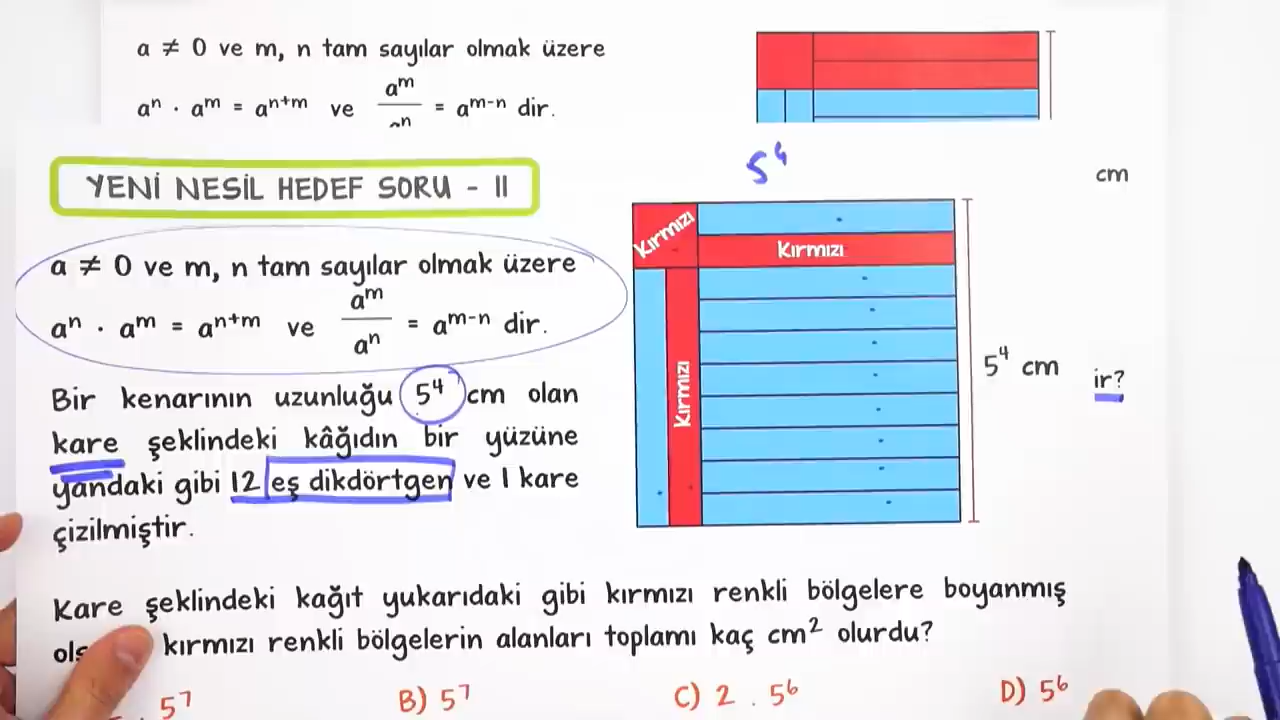 a ≠ 0 ve m, n tam sayılar olmak üzere
aⁿ · aᵐ = aⁿ⁺ᵐ ve aᵐ/aⁿ = aᵐ⁻ⁿ dir.
5⁴
cm
YENİ NESİL HEDEF SORU - II
a ≠ 0 ve m, n tam sayılar olmak üzere
aⁿ · aᵐ = aⁿ⁺ᵐ ve aᵐ/aⁿ = aᵐ⁻ⁿ dir.
Kırmızı
Kırmızı
Kırmızı
5⁴ cm
ir?
Bir kenarının uzunluğu 5⁴ cm olan
kare şeklindeki kâğıdın bir yüzüne
yandaki gibi 12 eş dikdörtgen ve 1 kare
çizilmiştir.
Kare şeklindeki kağıt yukarıdaki gibi kırmızı renkli bölgelere boyanmış
kırmızı renkli bölgelerin alanları toplamı kaç cm² olurdu?
. 5⁷
B) 5⁷
C) 2 . 5⁶
D) 5⁶